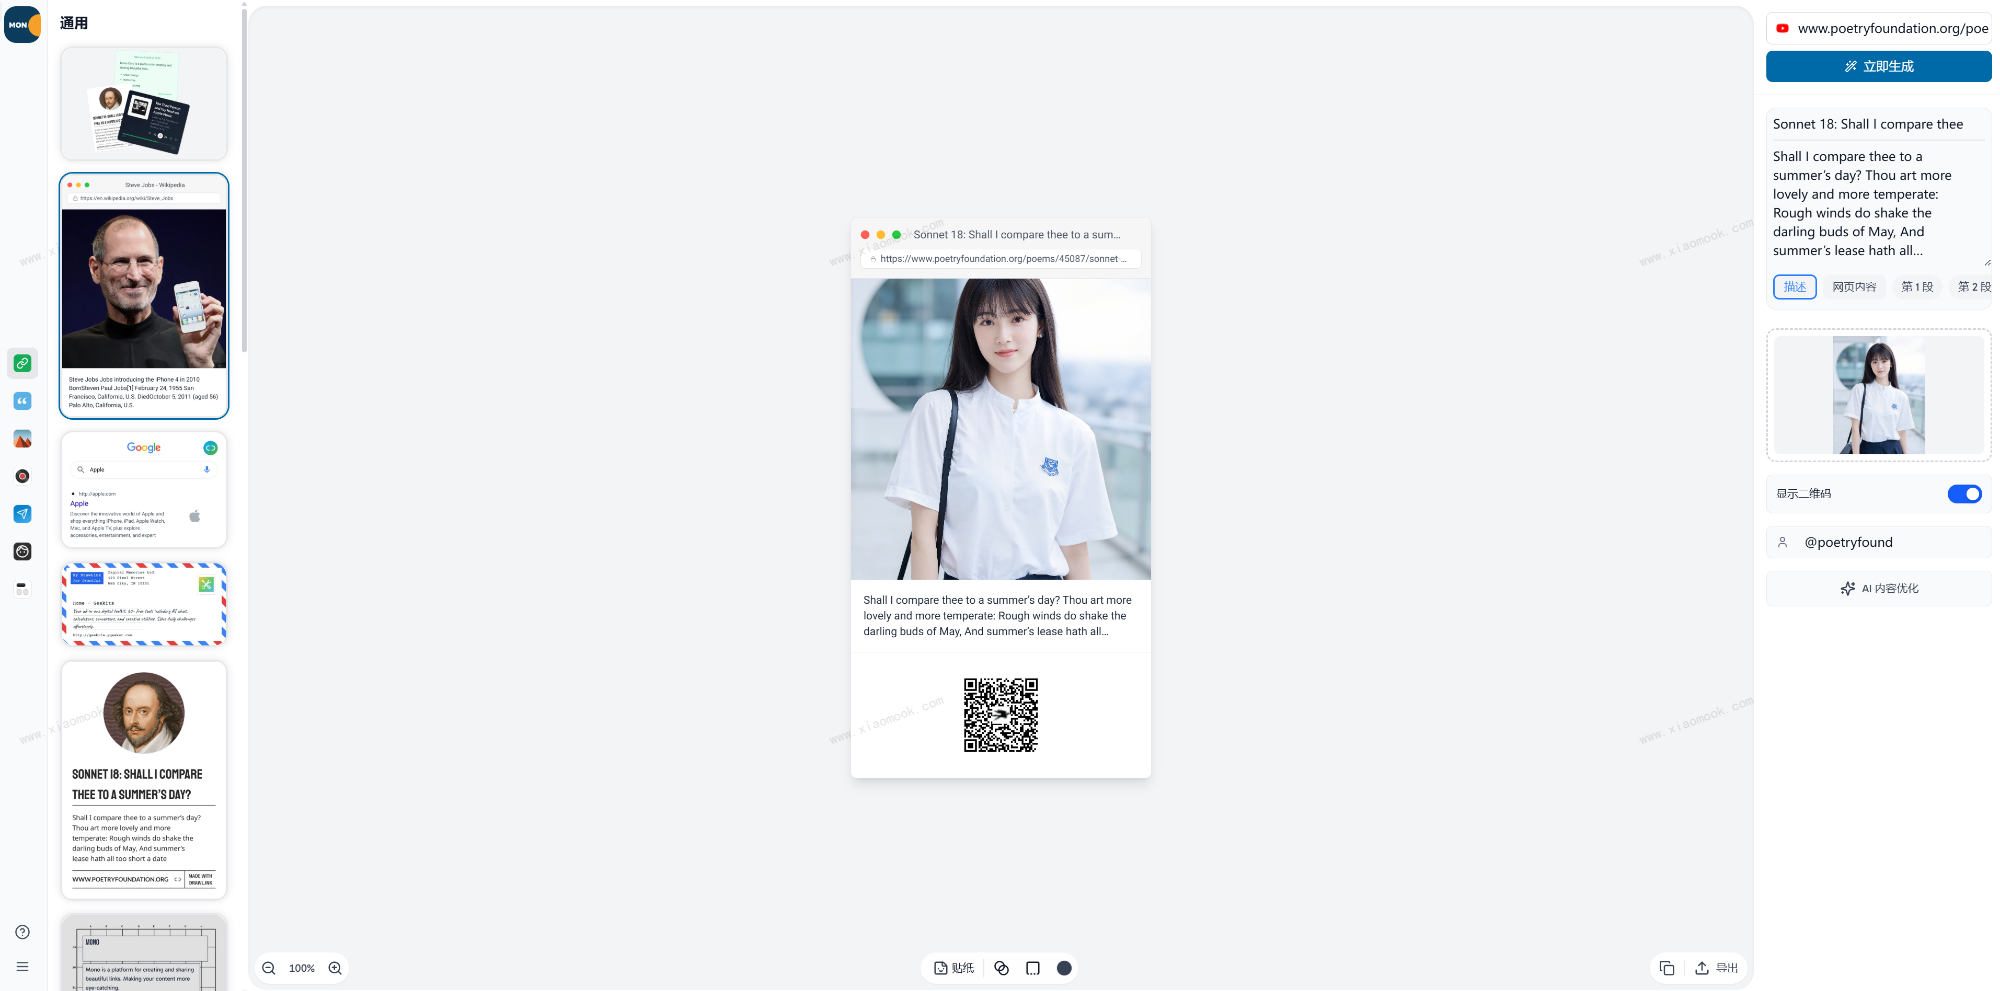 MON
通用
Steve Jobs - Wikipedia
https://en.wikipedia.org/wiki/Steve_Jobs
Steve Jobs Jobs introducing the iPhone 4 in 2010
BornSteven Paul Jobs[1] February 24, 1955 San
Francisco, California, U.S. DiedOctober 5, 2011 (aged 56)
Palo Alto, California, U.S.
Google
Apple
http://apple.com
Apple
Discover the innovative world of Apple and
shop everything iPhone, iPad, Apple Watch,
Mac, and Apple TV, plus explore
accessories, entertainment, and expert
Home - Geekits
SONNET 18: SHALL I COMPARE
THEE TO A SUMMER'S DAY?
Shall I compare thee to a summer's day?
Thou art more lovely and more
temperate: Rough winds do shake the
darling buds of May, And summer's
lease hath all too short a date
WWW.POETRYFOUNDATION.ORG
MADE WITH
DRAWLINK
MONO
Mono is a platform for creating and sharing
beautiful links. Making your content more
eye-catching.
Sonnet 18: Shall I compare thee to a sum...
https://www.poetryfoundation.org/poems/45087/sonnet-...
Shall I compare thee to a summer's day? Thou art more
lovely and more temperate: Rough winds do shake the
darling buds of May, And summer's lease hath all...
www.xiaomook.com
www.xiaomook.com
www.xiaomook.com
www.xiaomook.com
100%
贴纸
导出
www.poetryfoundation.org/poe
立即生成
Sonnet 18: Shall I compare thee
Shall I compare thee to a
summer's day? Thou art more
lovely and more temperate:
Rough winds do shake the
darling buds of May, And
summer's lease hath all...
描述 网页内容 第 1 段 第 2 段
显示二维码
@poetryfound
AI 内容优化